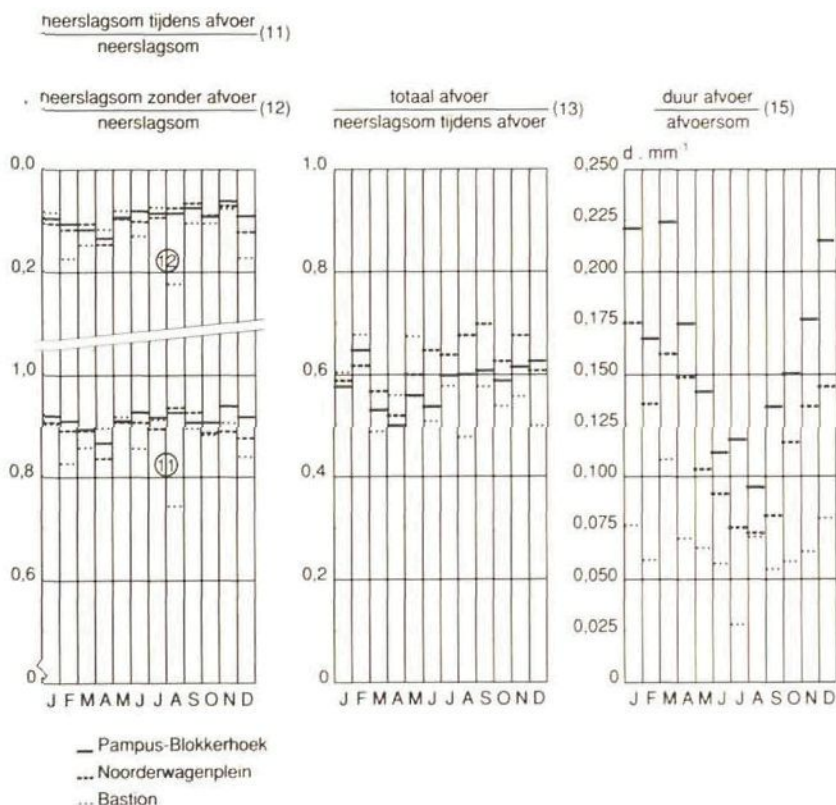 neerslagsom tijdens afvoer
neerslagsom
(11)
neerslagsom zonder afvoer
neerslagsom
(12)
0.0
0,2
1,0
0,8
0,6
0
12
11
J F M A M J J A S O N D
totaal afvoer
neerslagsom tijdens afvoer
(13)
1,0
0,8
0,6
0,4
0,2
0
J F M A M J J A S O N D
duur afvoer
afvoersom
(15)
d . mm⁻¹
0,250
0,225
0,200
0,175
0,150
0,125
0,100
0,075
0,050
0,025
0
J F M A M J J A S O N D
Pampus-Blokkerhoek
Noorderwagenplein
Bastion